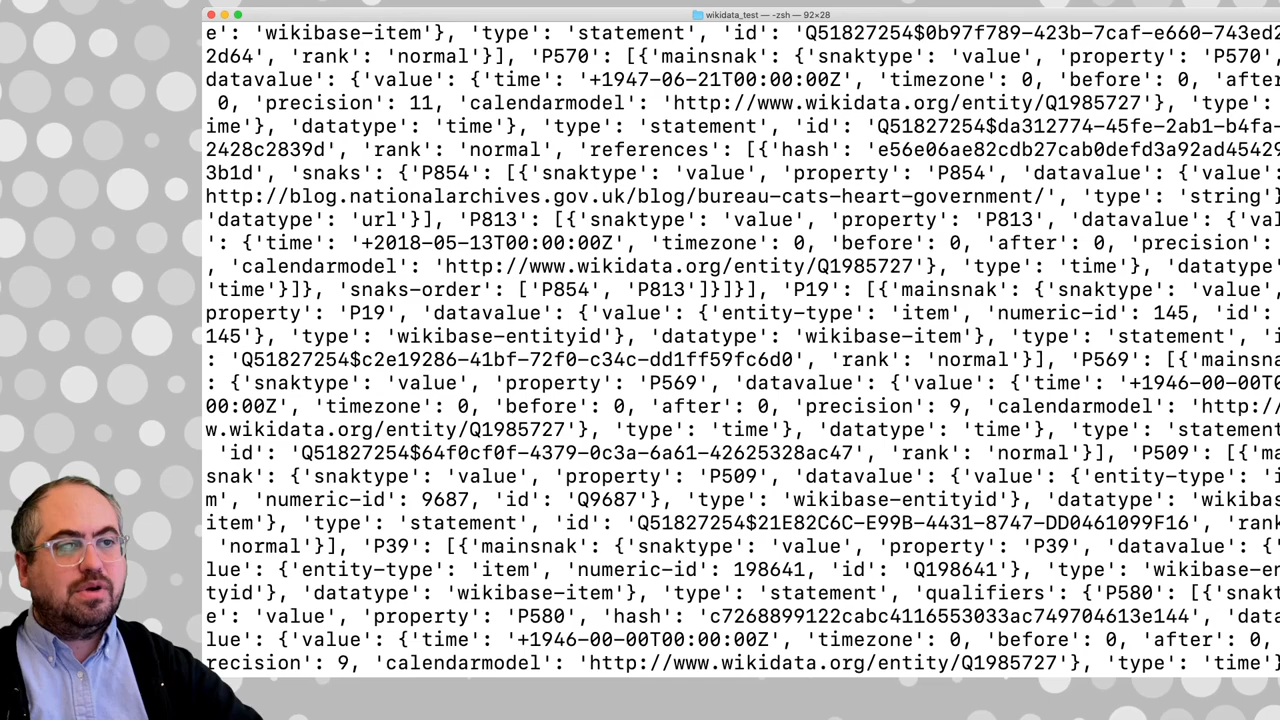 wikidata_test — -zsh — 92×28
e': 'wikibase-item'}, 'type': 'statement', 'id': 'Q51827254$0b97f789-423b-7caf-e660-743ed2
2d64', 'rank': 'normal'}], 'P570': [{'mainsnak': {'snaktype': 'value', 'property': 'P570',
datavalue': {'value': {'time': '+1947-06-21T00:00:00Z', 'timezone': 0, 'before': 0, 'after
 0, 'precision': 11, 'calendarmodel': 'http://www.wikidata.org/entity/Q1985727'}, 'type':
ime'}, 'datatype': 'time'}, 'type': 'statement', 'id': 'Q51827254$da312774-45fe-2ab1-b4fa-
2428c2839d', 'rank': 'normal', 'references': [{'hash': 'e56e06ae82cdb27cab0defd3a92ad45429
3b1d', 'snaks': {'P854': [{'snaktype': 'value', 'property': 'P854', 'datavalue': {'value':
http://blog.nationalarchives.gov.uk/blog/bureau-cats-heart-government/', 'type': 'string'}
'datatype': 'url'}], 'P813': [{'snaktype': 'value', 'property': 'P813', 'datavalue': {'val
': {'time': '+2018-05-13T00:00:00Z', 'timezone': 0, 'before': 0, 'after': 0, 'precision':
, 'calendarmodel': 'http://www.wikidata.org/entity/Q1985727'}, 'type': 'time'}, 'datatype'
'time'}]}, 'snaks-order': ['P854', 'P813']}]}], 'P19': [{'mainsnak': {'snaktype': 'value',
property': 'P19', 'datavalue': {'value': {'entity-type': 'item', 'numeric-id': 145, 'id':
145'}, 'type': 'wikibase-entityid'}, 'datatype': 'wikibase-item'}, 'type': 'statement', 'i
: 'Q51827254$c2e19286-41bf-72f0-c34c-dd1ff59fc6d0', 'rank': 'normal'}], 'P569': [{'mainsna
: {'snaktype': 'value', 'property': 'P569', 'datavalue': {'value': {'time': '+1946-00-00T0
00:00Z', 'timezone': 0, 'before': 0, 'after': 0, 'precision': 9, 'calendarmodel': 'http:/
w.wikidata.org/entity/Q1985727'}, 'type': 'time'}, 'datatype': 'time'}, 'type': 'statement
 'id': 'Q51827254$64f0cf0f-4379-0c3a-6a61-42625328ac47', 'rank': 'normal'}], 'P509': [{'ma
snak': {'snaktype': 'value', 'property': 'P509', 'datavalue': {'value': {'entity-type': 'i
m', 'numeric-id': 9687, 'id': 'Q9687'}, 'type': 'wikibase-entityid'}, 'datatype': 'wikibas
item'}, 'type': 'statement', 'id': 'Q51827254$21E82C6C-E99B-4431-8747-DD0461099F16', 'rank
 'normal'}], 'P39': [{'mainsnak': {'snaktype': 'value', 'property': 'P39', 'datavalue': {'
lue': {'entity-type': 'item', 'numeric-id': 198641, 'id': 'Q198641'}, 'type': 'wikibase-en
tyid'}, 'datatype': 'wikibase-item'}, 'type': 'statement', 'qualifiers': {'P580': [{'snakt
e': 'value', 'property': 'P580', 'hash': 'c7268899122cabc4116553033ac749704613e144', 'data
lue': {'value': {'time': '+1946-00-00T00:00:00Z', 'timezone': 0, 'before': 0, 'after': 0,
recision': 9, 'calendarmodel': 'http://www.wikidata.org/entity/Q1985727'}, 'type': 'time'}